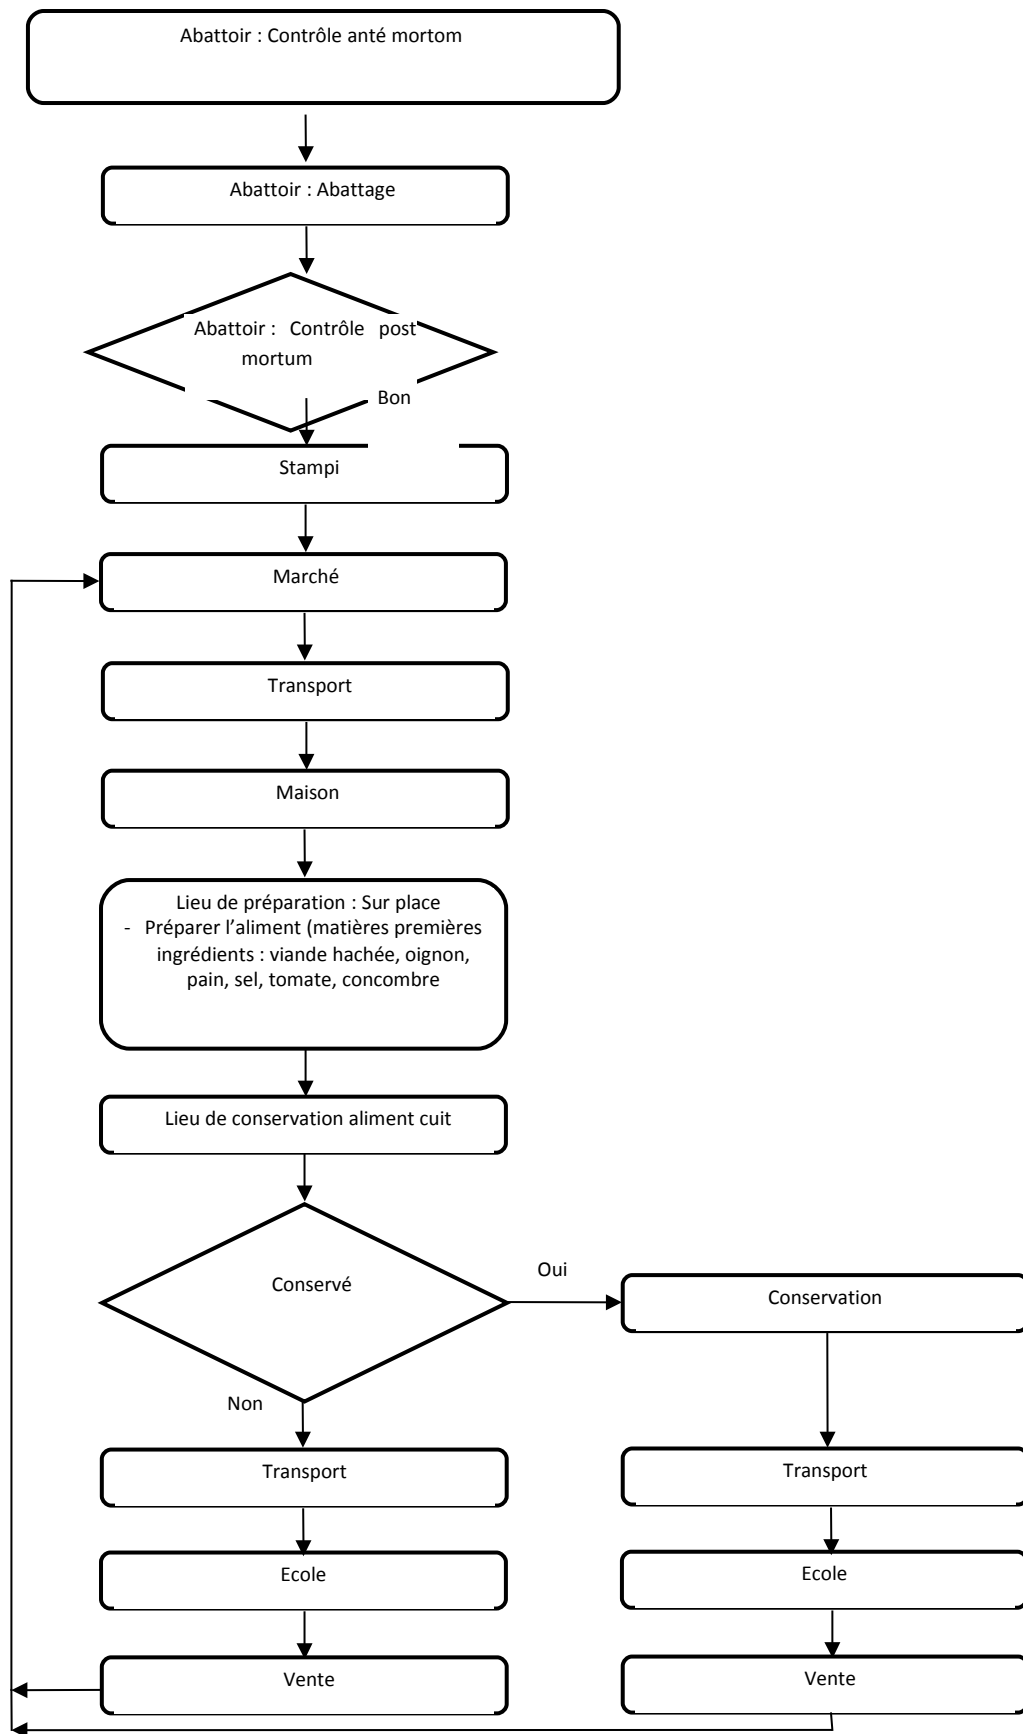 Abattoir : Contrôle anté mortom
Abattoir : Abattage
Abattoir : Contrôle post
mortum
Bon
Stampi
Marché
Transport
Maison
Lieu de préparation : Sur place
- Préparer l’aliment (matières premières
ingrédients : viande hachée, oignon,
pain, sel, tomate, concombre
Lieu de conservation aliment cuit
Conservé
Oui
Conservation
Non
Transport
Transport
Ecole
Ecole
Vente
Vente